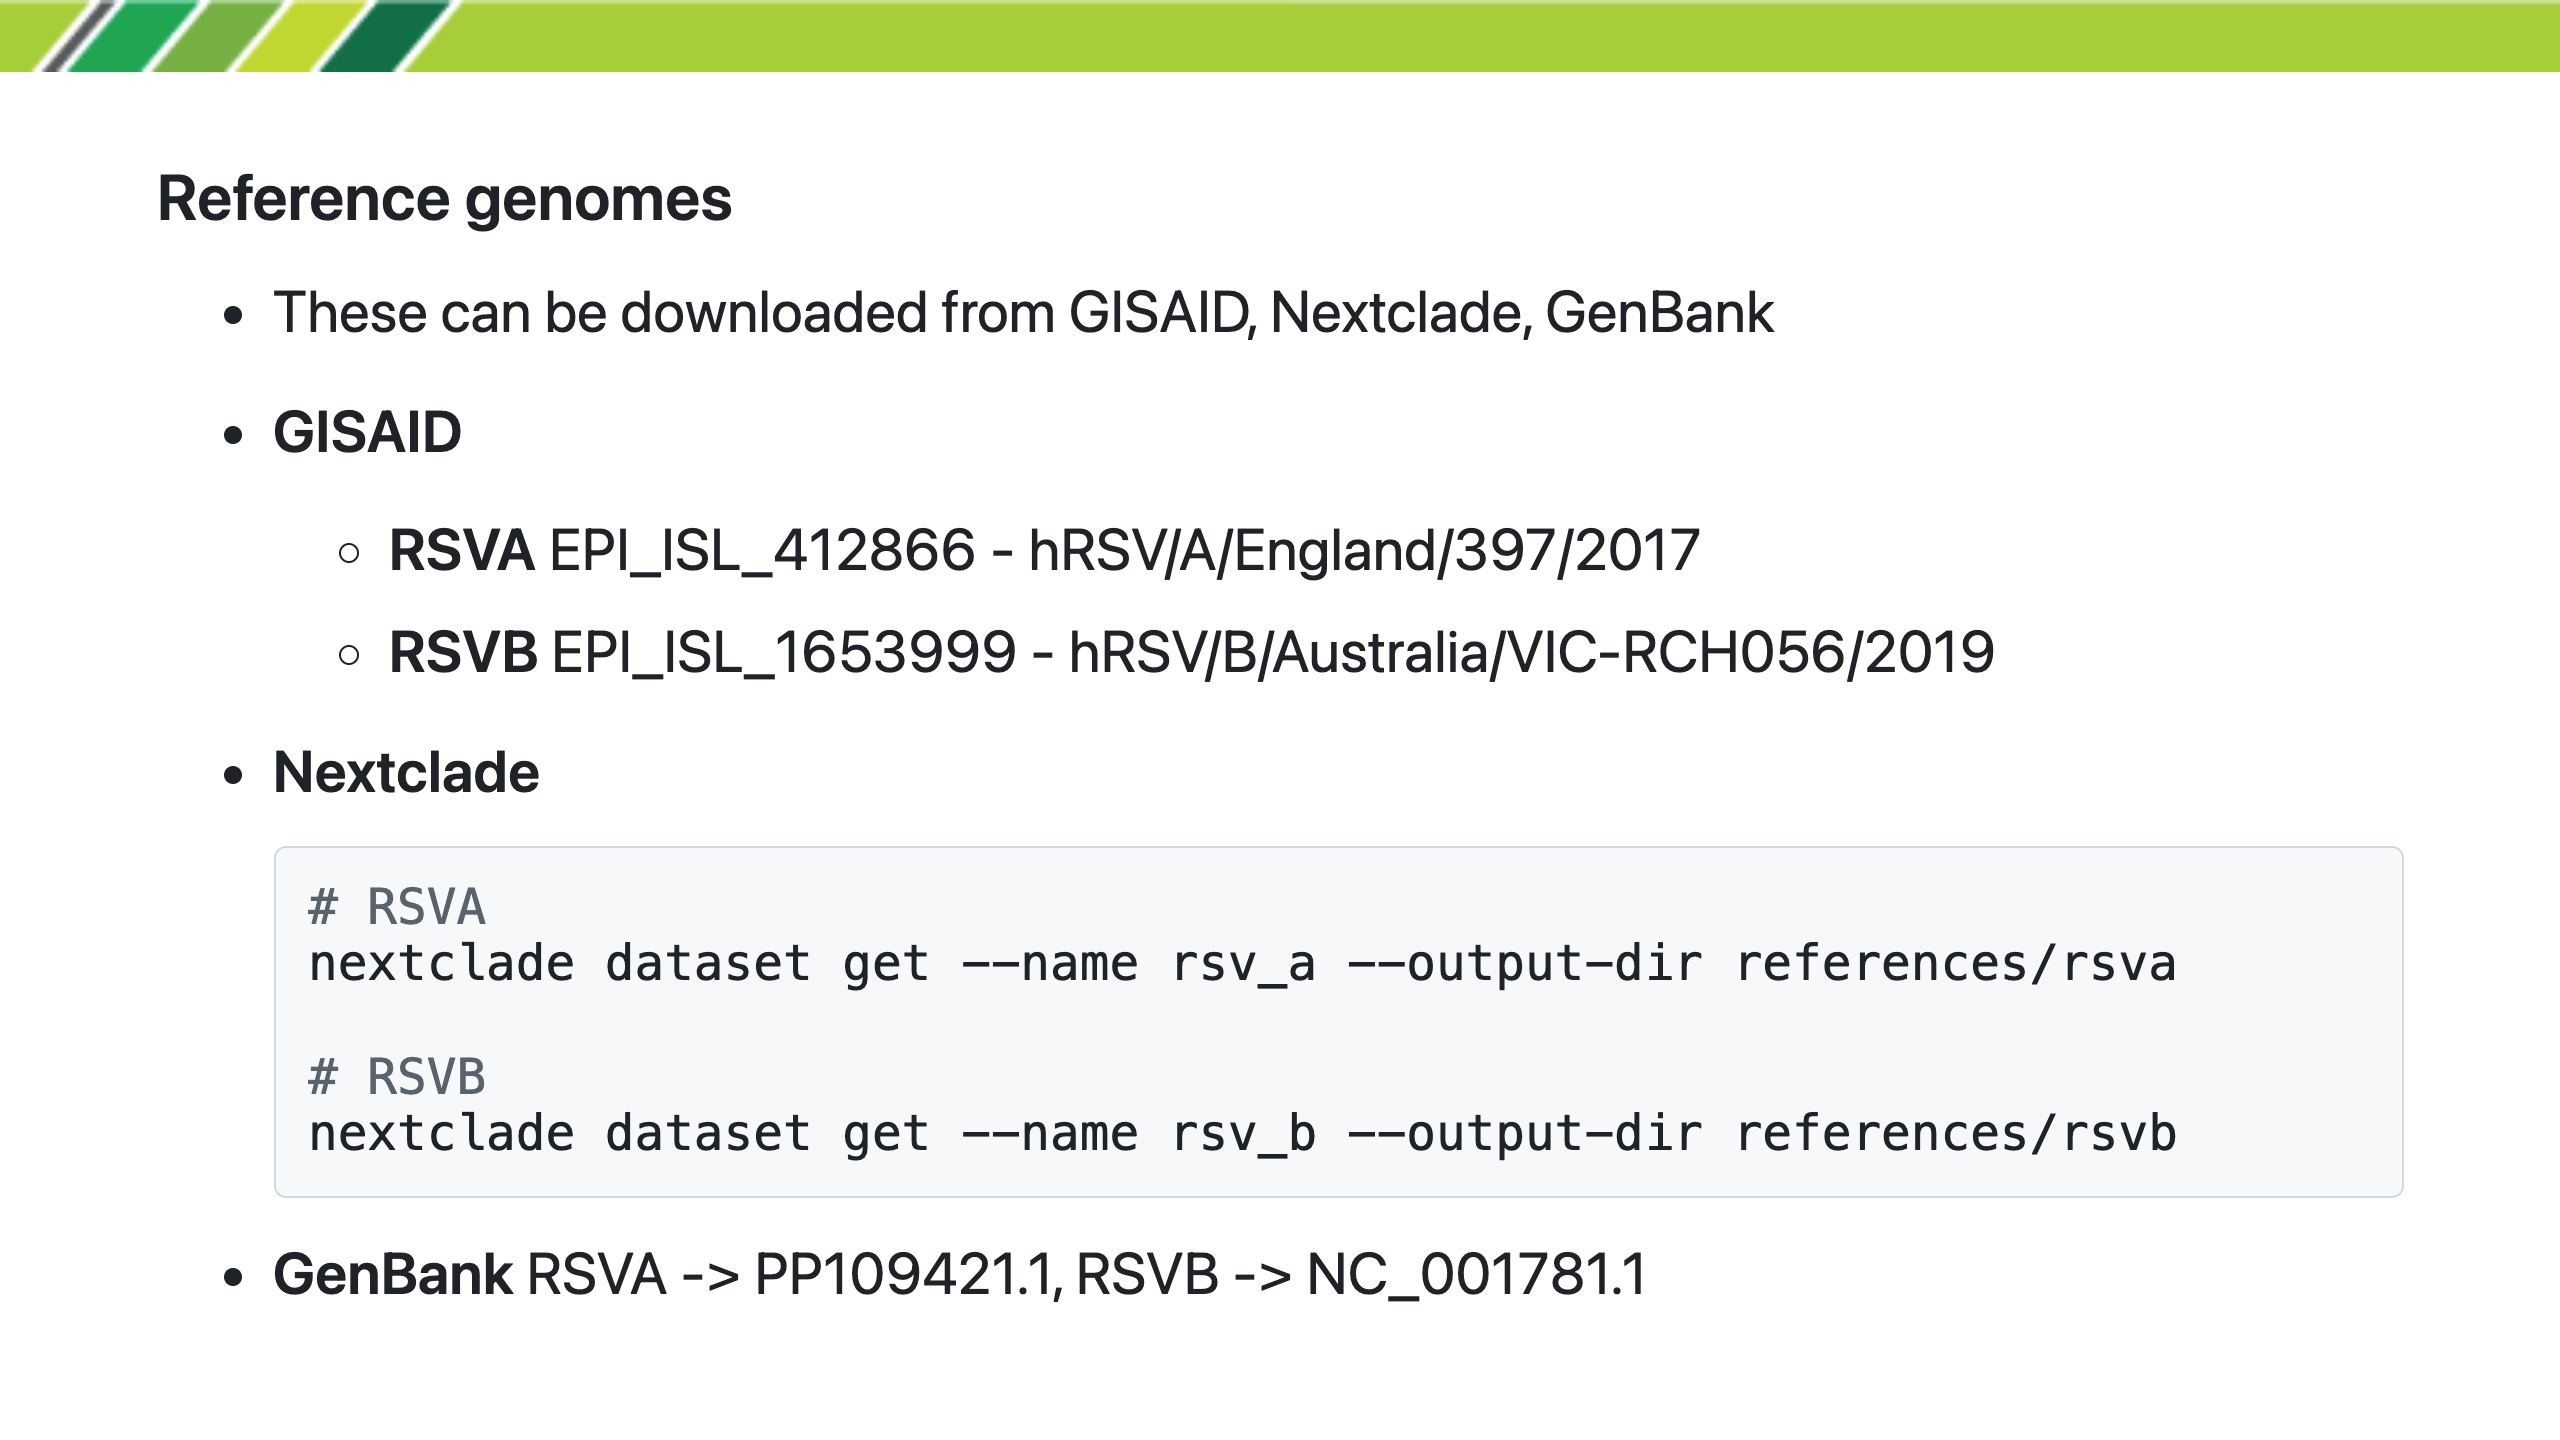 Reference genomes
These can be downloaded from GISAID, Nextclade, GenBank
GISAID
RSVA EPI_ISL_412866 - hRSV/A/England/397/2017
RSVB EPI_ISL_1653999 - hRSV/B/Australia/VIC-RCH056/2019
Nextclade
# RSVA
nextclade dataset get --name rsv_a --output-dir references/rsva
# RSVB
nextclade dataset get --name rsv_b --output-dir references/rsvb
GenBank RSVA -> PP109421.1, RSVB -> NC_001781.1